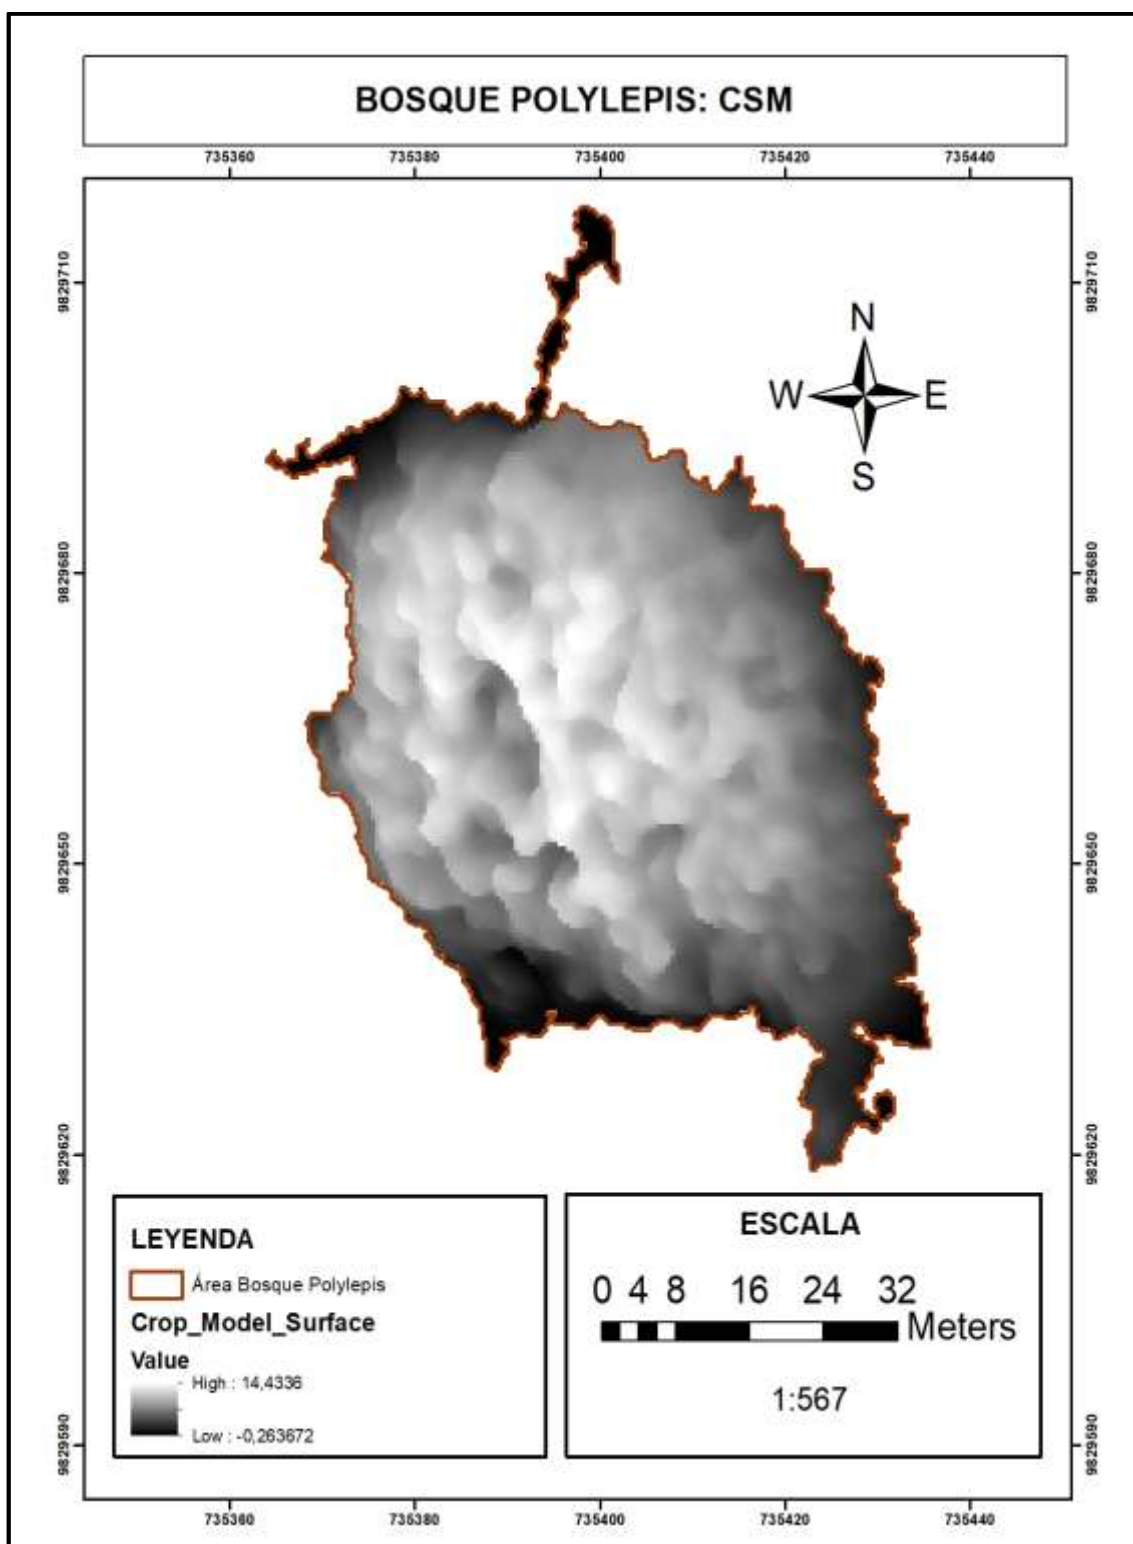 BOSQUE POLYLEPIS: CSM
735360 735380 735400 735420 735440
9829710 9829710
N
W E
S
9829680 9829680
9829650 9829650
9829620 9829620
LEYENDA
Área Bosque Polylepis
Crop_Model_Surface
Value
High : 14,4336
Low : -0,263672
ESCALA
0 4 8 16 24 32
Meters
1:567
9829590 9829590
735360 735380 735400 735420 735440